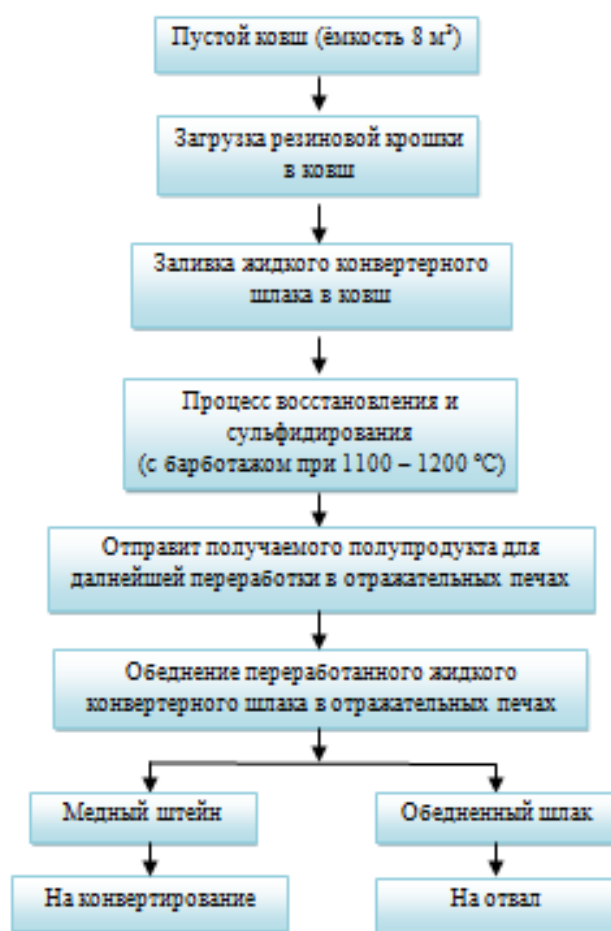 Пустой ковш (ёмкость 8 м³)
Загрузка резиновой крошки
в ковш
Заливка жидкого конвертерного
шлака в ковш
Процесс восстановления и
сульфидирования
(с барботажом при 1100 – 1200 °С)
Отправит получаемого полупродукта для
дальнейшей переработки в отражательных печах
Обеднение переработанного жидкого
конвертерного шлака в отражательных печах
Медный штейн
Обедненный шлак
На конвертирование
На отвал